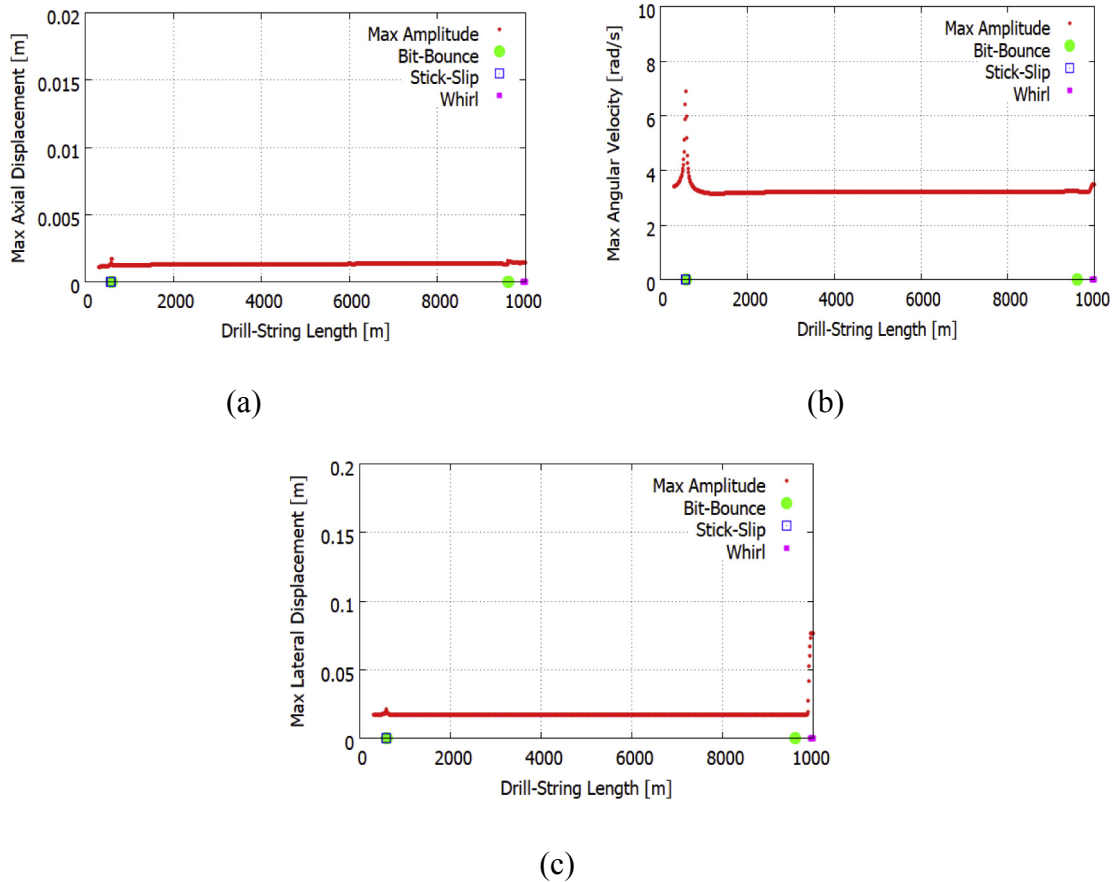 Max Axial Displacement [m]
0.02
0.015
0.01
0.005
0
Max Amplitude
Bit-Bounce
Stick-Slip
Whirl
0 2000 4000 6000 8000 1000
Drill-String Length [m]
(a)
Max Angular Velocity [rad/s]
10
8
6
4
2
0
Max Amplitude
Bit-Bounce
Stick-Slip
Whirl
0 2000 4000 6000 8000 1000
Drill-String Length [m]
(b)
Max Lateral Displacement [m]
0.2
0.15
0.1
0.05
0
Max Amplitude
Bit-Bounce
Stick-Slip
Whirl
0 2000 4000 6000 8000 1000
Drill-String Length [m]
(c)